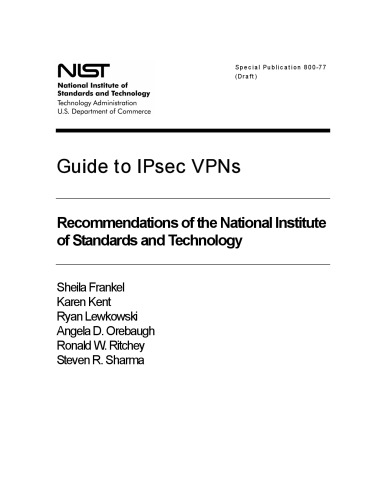 NIST
National Institute of
Standards and Technology
Technology Administration
U.S. Department of Commerce
Special Publication 800-77
(Draft)
Guide to IPsec VPNs
Recommendations of the National Institute
of Standards and Technology
Sheila Frankel
Karen Kent
Ryan Lewkowski
Angela D. Orebaugh
Ronald W. Ritchey
Steven R. Sharma